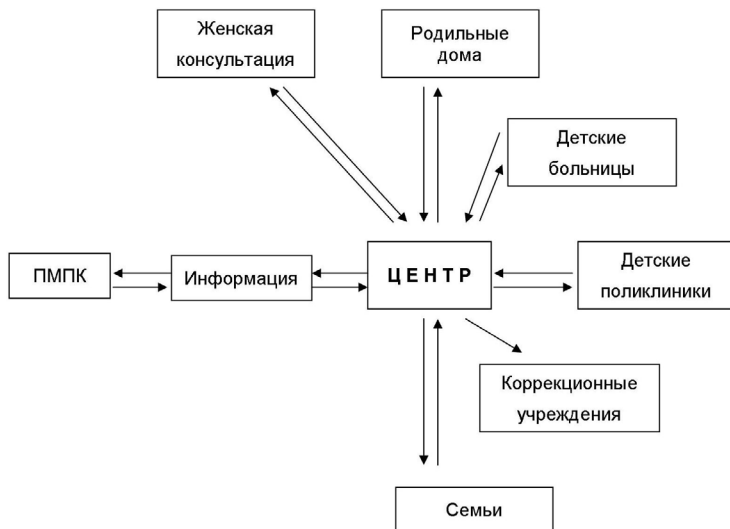 Женская
консультация
Родильные
дома
Детские
больницы
ПМПК
Информация
ЦЕНТР
Детские
поликлиники
Коррекционные
учреждения
Семьи